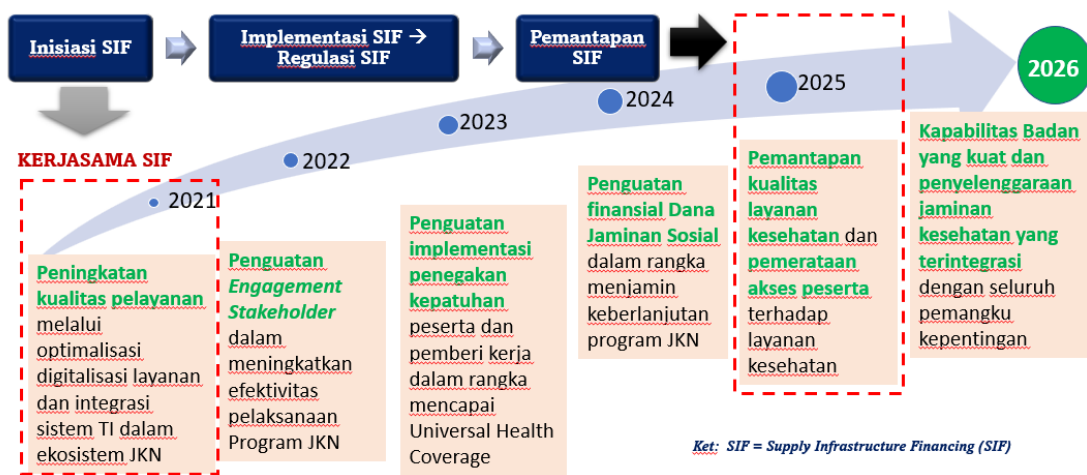 Inisiasi SIF
Implementasi SIF →
Regulasi SIF
Pemantapan
SIF
KERJASAMA SIF
2021
2022
2023
2024
2025
2026
Peningkatan
kualitas pelayanan
melalui
optimalisasi
digitalisasi layanan
dan integrasi
sistem TI dalam
ekosistem JKN
Penguatan
Engagement
Stakeholder
dalam
meningkatkan
efektivitas
pelaksanaan
Program JKN
Penguatan
implementasi
penegakan
kepatuhan
peserta dan
pemberi kerja
dalam rangka
mencapai
Universal Health
Coverage
Penguatan
finansial Dana
Jaminan Sosial
dalam rangka
menjamin
keberlanjutan
program JKN
Pemantapan
kualitas
layanan
kesehatan dan
pemerataan
akses peserta
terhadap
layanan
kesehatan
Kapabilitas Badan
yang kuat dan
penyelenggaraan
jaminan
kesehatan yang
terintegrasi
dengan seluruh
pemangku
kepentingan
Ket: SIF = Supply Infrastructure Financing (SIF)